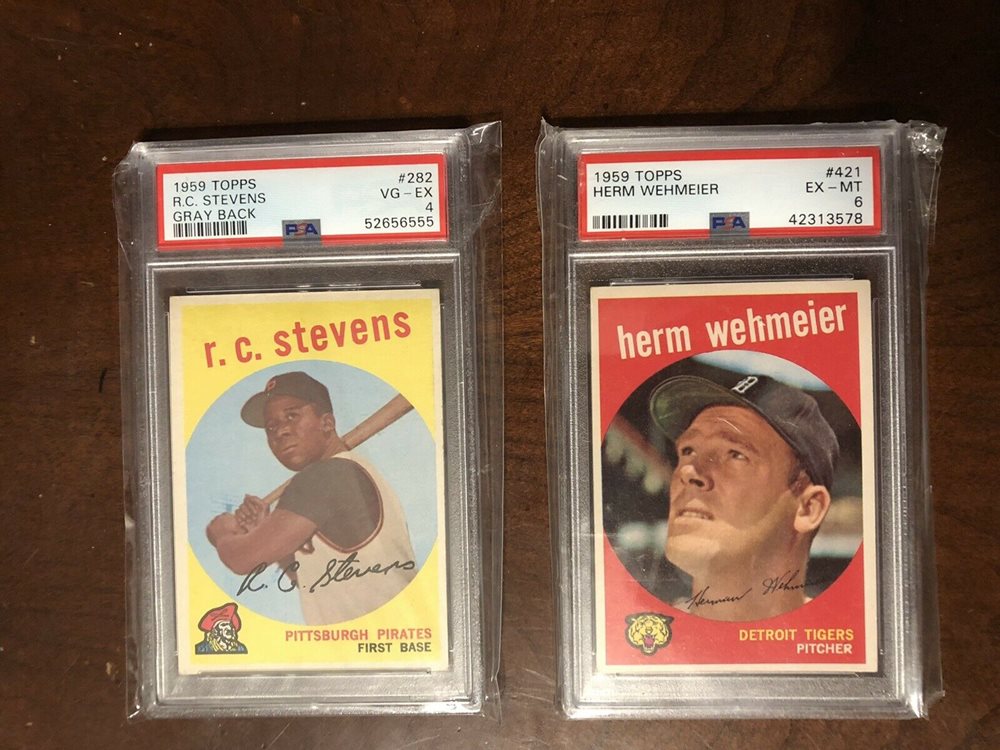 1959 TOPPS #282
R.C. STEVENS VG-EX
GRAY BACK 4
PSA 52656555
r.c. stevens
R. C. Stevens
PITTSBURGH PIRATES
FIRST BASE
1959 TOPPS #421
HERM WEHMEIER EX-MT
6
PSA 42313578
herm wehmeier
Herman
DETROIT TIGERS
PITCHER